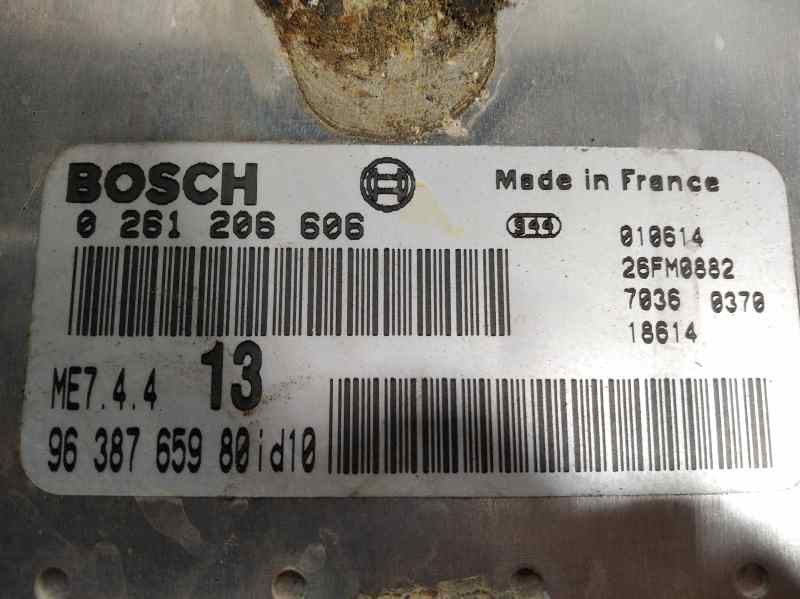 BOSCH
Made in France
0 261 206 606
944
010614
26FM0882
7036 0370
18614
ME7.4.4 13
96 387 659 80id10